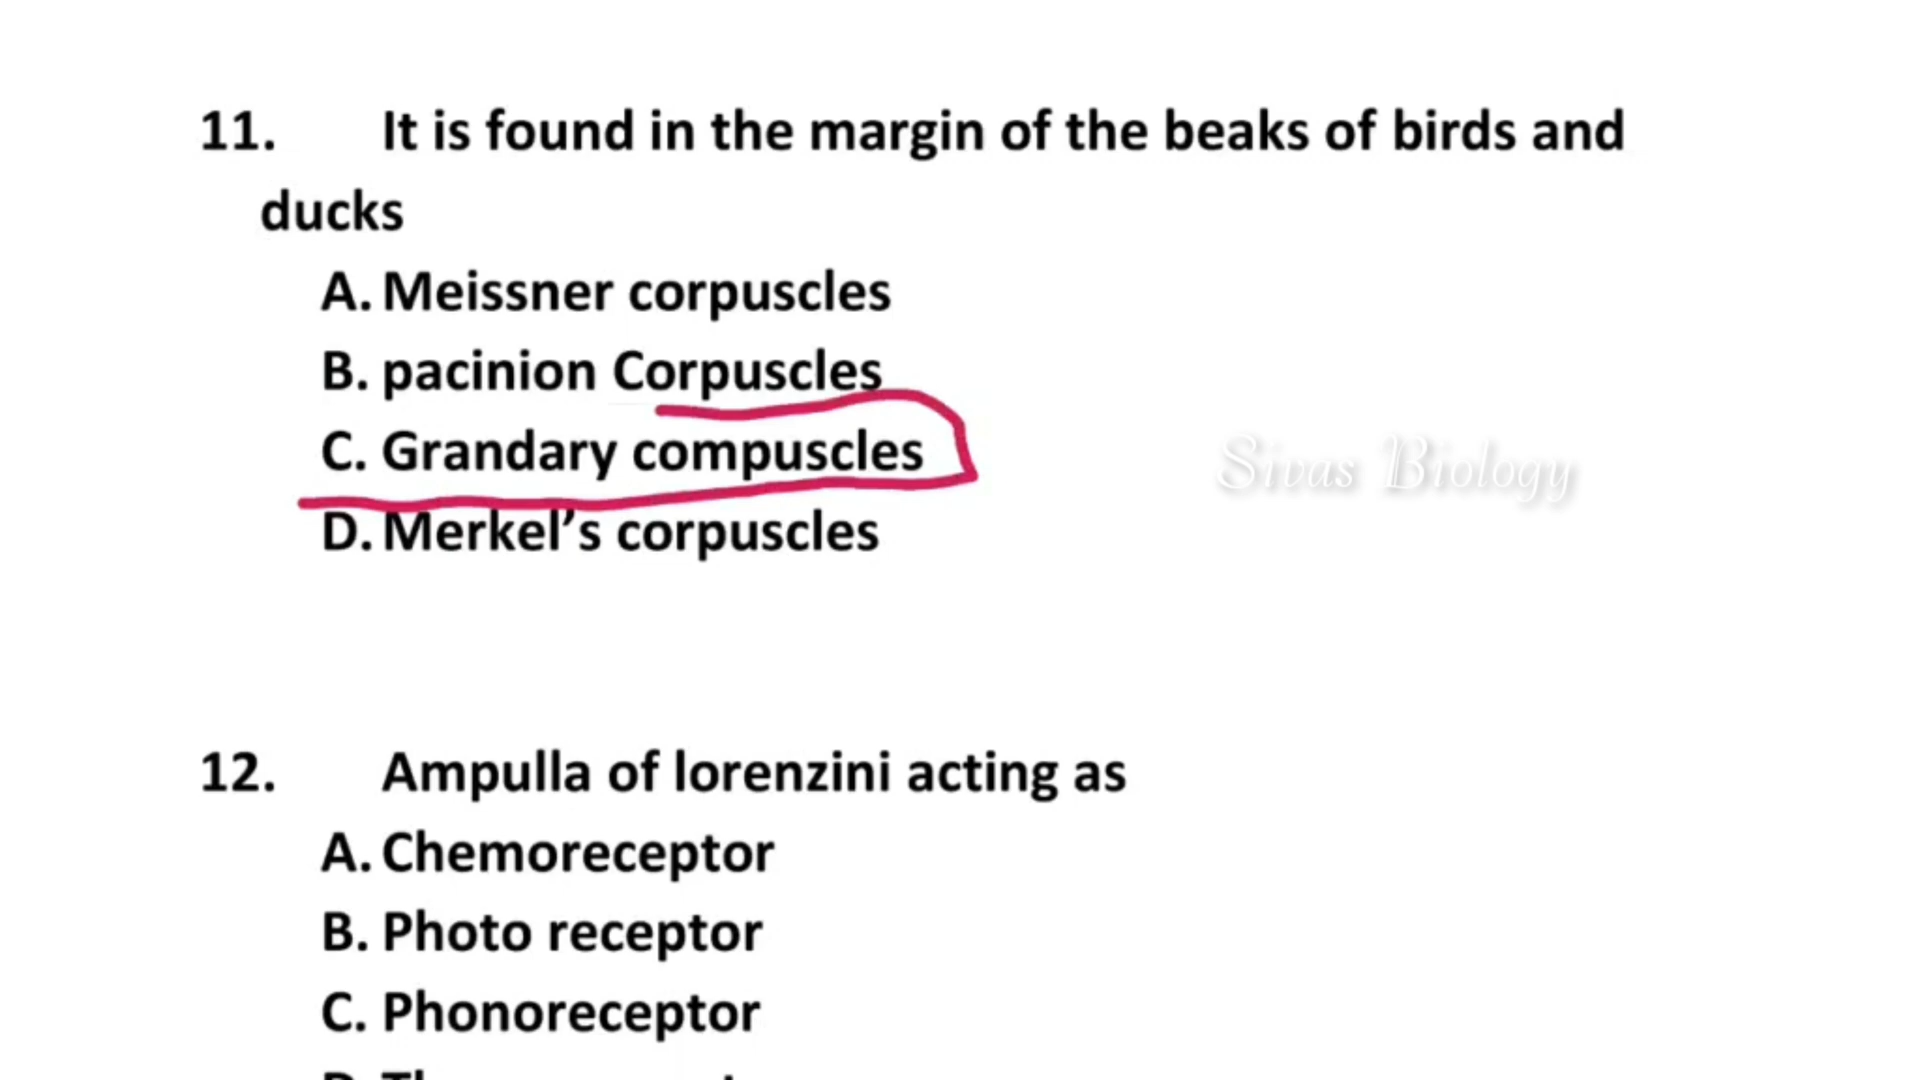 11. It is found in the margin of the beaks of birds and
ducks
A. Meissner corpuscles
B. pacinion Corpuscles
C. Grandary compuscles
D. Merkel's corpuscles
Sivas Biology
12. Ampulla of lorenzini acting as
A. Chemoreceptor
B. Photo receptor
C. Phonoreceptor